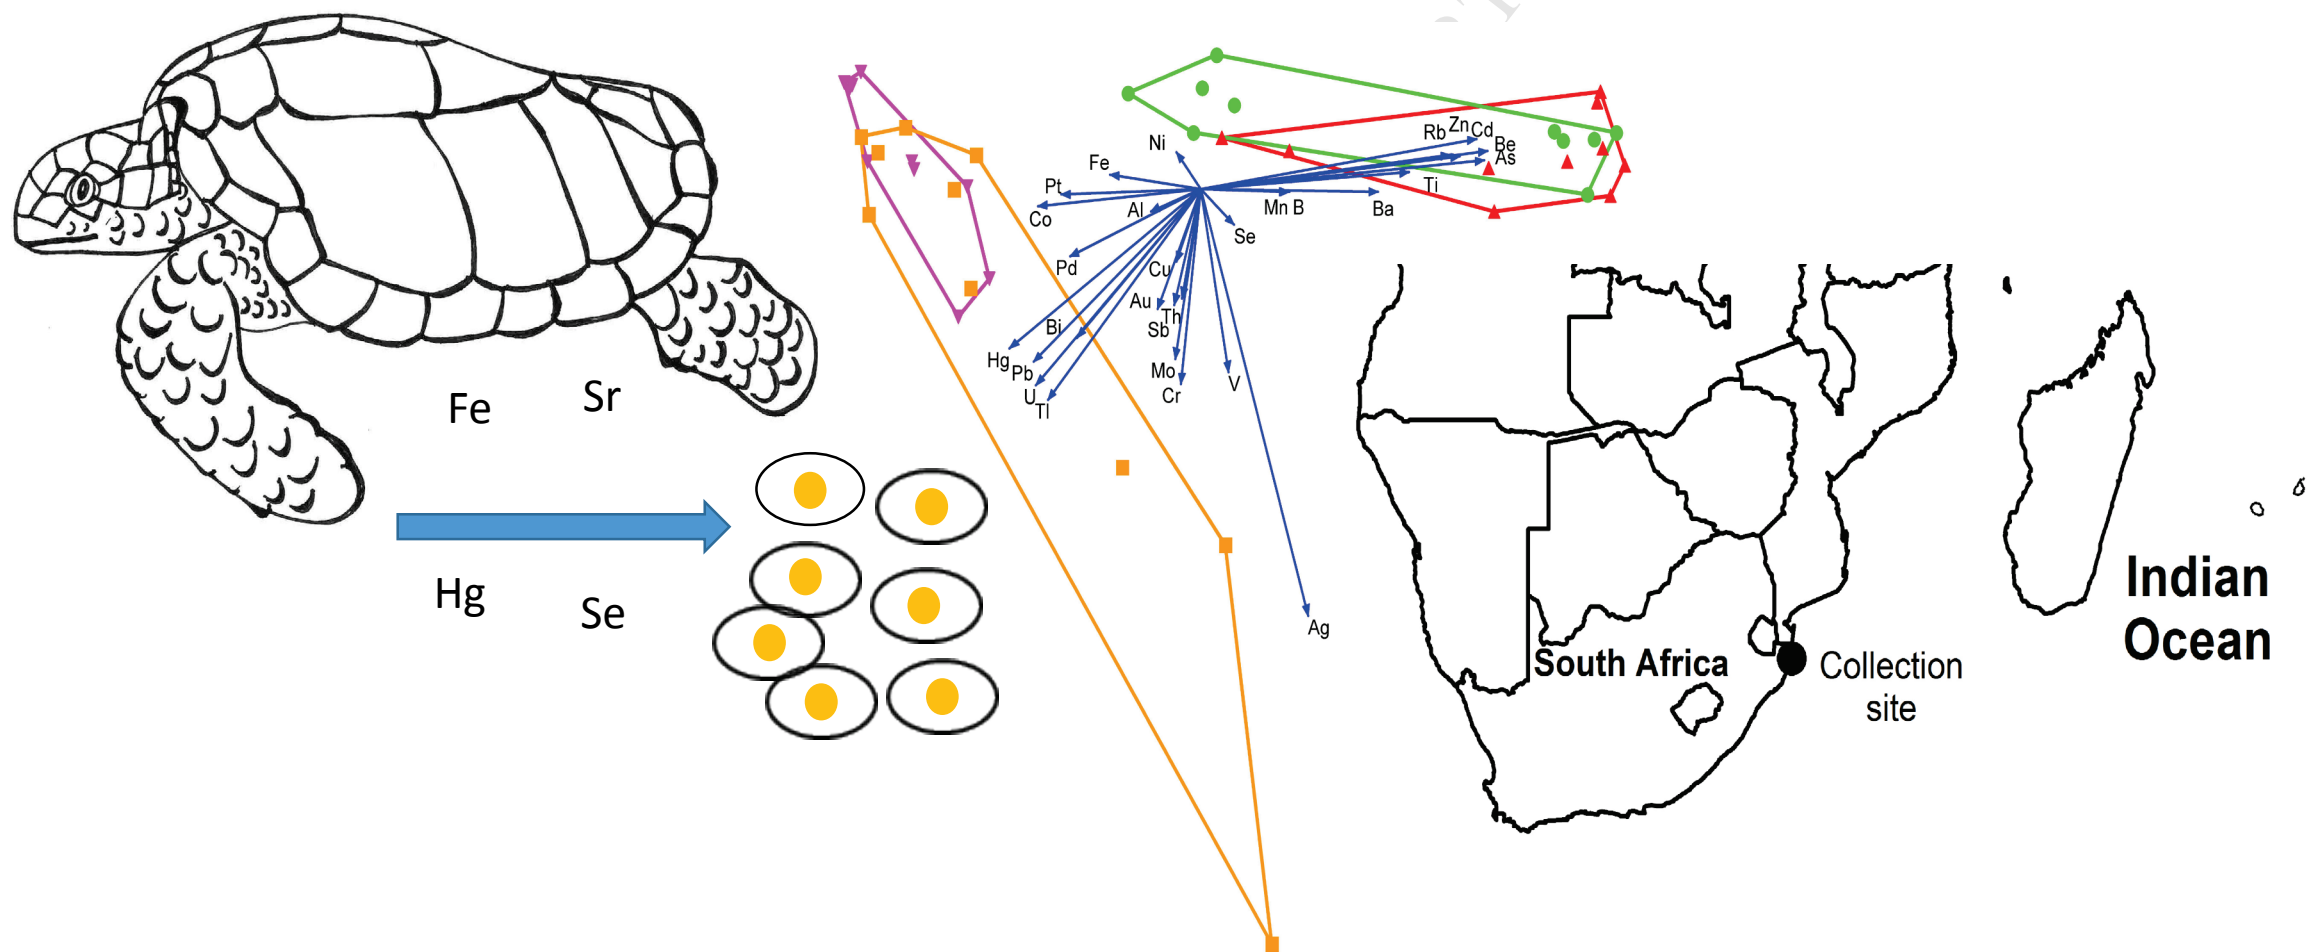 Fe
Sr
Hg
Se
Ni
Fe
Pt
Co
Al
Pd
Rb
Zn
Cd
Be
As
Ti
Mn B
Ba
Se
Cu
Au
Th
Sb
Bi
Hg
Pb
U
Tl
Mo
Cr
V
Ag
Indian
Ocean
South Africa
Collection
site